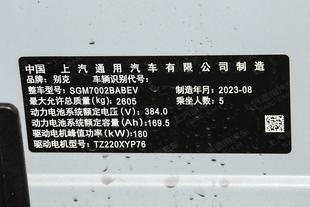 中国 上汽通用汽车有限公司 制造
品牌：别克 车辆识别代号：
整车型号：SGM7002BABEV 制造年月：2023-08
最大允许总质量(kg)：2605 乘坐人数：5
动力电池系统额定电压(V)：384.0
动力电池系统额定容量(Ah)：169.5
驱动电机峰值功率(kW)：180
驱动电机型号：TZ220XYP76